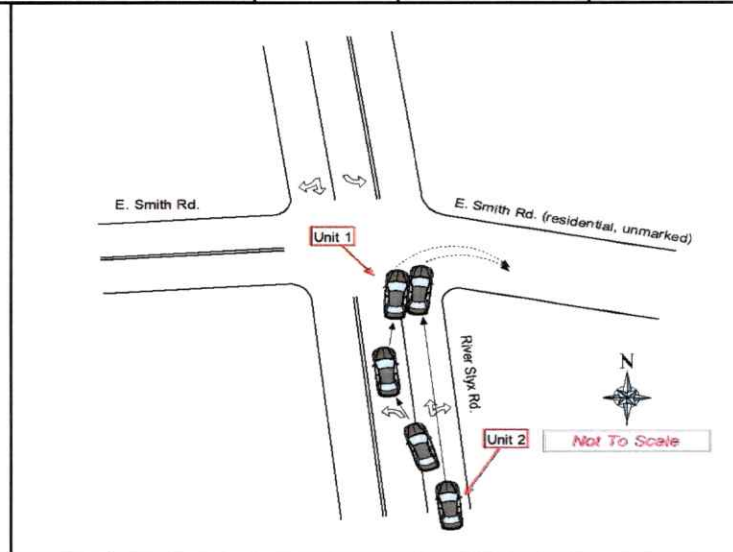 E. Smith Rd.
E. Smith Rd. (residential, unmarked)
Unit 1
River Styx Rd.
N
Unit 2
Not To Scale